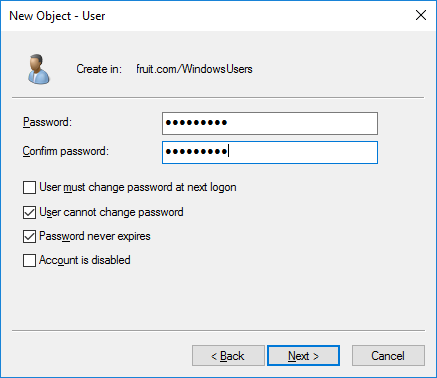 New Object - User
Create in: fruit.com/WindowsUsers
Password: ●●●●●●●●●
Confirm password: ●●●●●●●●●
User must change password at next logon
User cannot change password
Password never expires
Account is disabled
< Back Next > Cancel